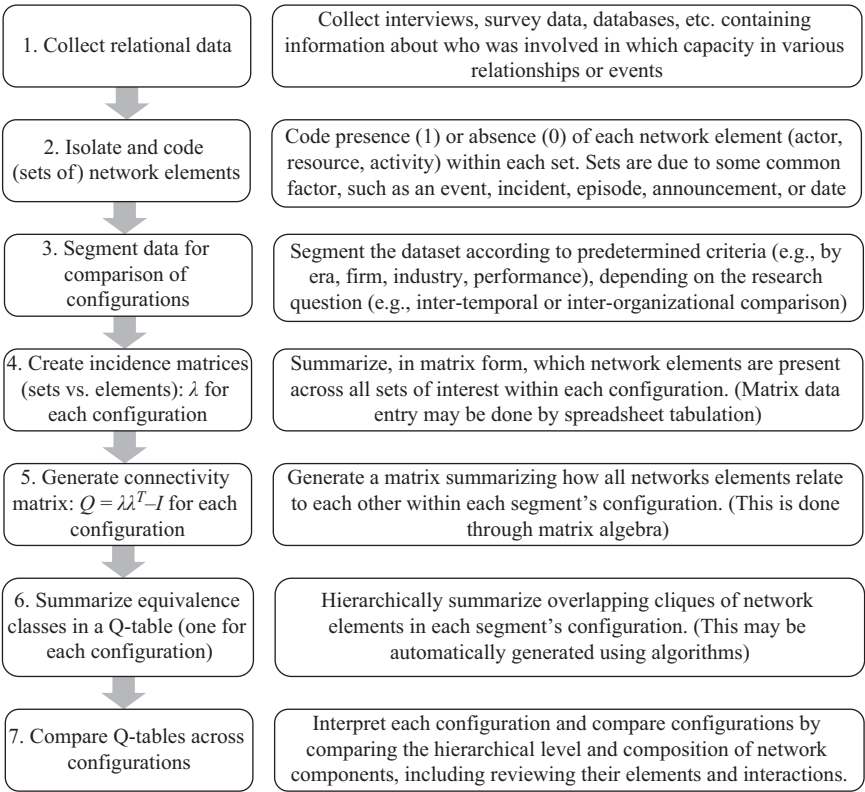 1. Collect relational data
Collect interviews, survey data, databases, etc. containing
information about who was involved in which capacity in various
relationships or events
2. Isolate and code
(sets of) network elements
Code presence (1) or absence (0) of each network element (actor,
resource, activity) within each set. Sets are due to some common
factor, such as an event, incident, episode, announcement, or date
3. Segment data for
comparison of
configurations
Segment the dataset according to predetermined criteria (e.g., by
era, firm, industry, performance), depending on the research
question (e.g., inter-temporal or inter-organizational comparison)
4. Create incidence matrices
(sets vs. elements): λ for
each configuration
Summarize, in matrix form, which network elements are present
across all sets of interest within each configuration. (Matrix data
entry may be done by spreadsheet tabulation)
5. Generate connectivity
matrix: Q = λλᵀ–I for each
configuration
Generate a matrix summarizing how all networks elements relate
to each other within each segment’s configuration. (This is done
through matrix algebra)
6. Summarize equivalence
classes in a Q-table (one for
each configuration)
Hierarchically summarize overlapping cliques of network
elements in each segment’s configuration. (This may be
automatically generated using algorithms)
7. Compare Q-tables across
configurations
Interpret each configuration and compare configurations by
comparing the hierarchical level and composition of network
components, including reviewing their elements and interactions.